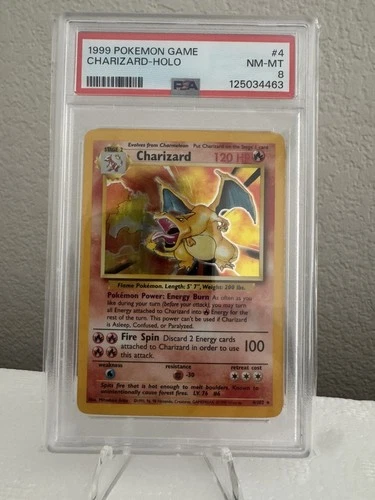 1999 POKEMON GAME #4
CHARIZARD-HOLO NM-MT
8
PSA 125034463
Evolves from Charmeleon Put Charizard on the Stage 1 card
Charizard 120 HP
Flame Pokémon. Length: 5' 7", Weight: 200 lbs.
Pokémon Power: Energy Burn As often as you
like during your turn (before your attack), you may turn
all Energy attached to Charizard into Energy for
the rest of the turn. This power can't be used if Charizard
is Asleep, Confused, or Paralyzed.
Fire Spin Discard 2 Energy cards
attached to Charizard in order to use 100
this attack.
weakness resistance retreat cost
-30
Spits fire that is hot enough to melt boulders. Known to
unintentionally cause forest fires. LV. 76 #6
4/102